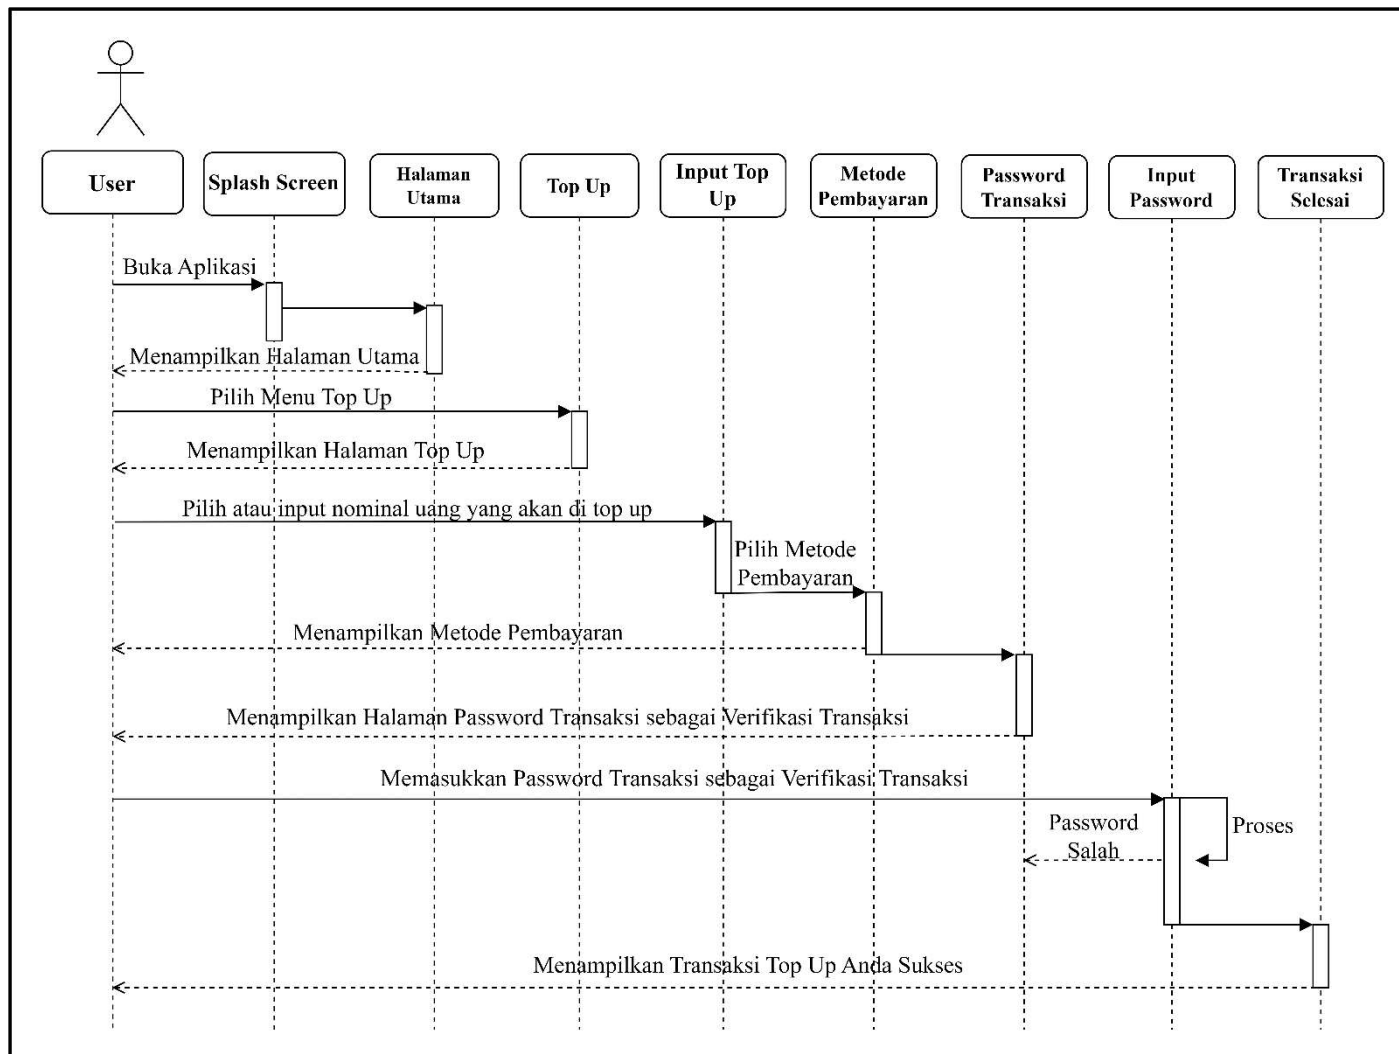 User
Splash Screen
Halaman
Utama
Top Up
Input Top
Up
Metode
Pembayaran
Password
Transaksi
Input
Password
Transaksi
Selesai
Buka Aplikasi
Menampilkan Halaman Utama
Pilih Menu Top Up
Menampilkan Halaman Top Up
Pilih atau input nominal uang yang akan di top up
Pilih Metode
Pembayaran
Menampilkan Metode Pembayaran
Menampilkan Halaman Password Transaksi sebagai Verifikasi Transaksi
Memasukkan Password Transaksi sebagai Verifikasi Transaksi
Password
Salah
Proses
Menampilkan Transaksi Top Up Anda Sukses